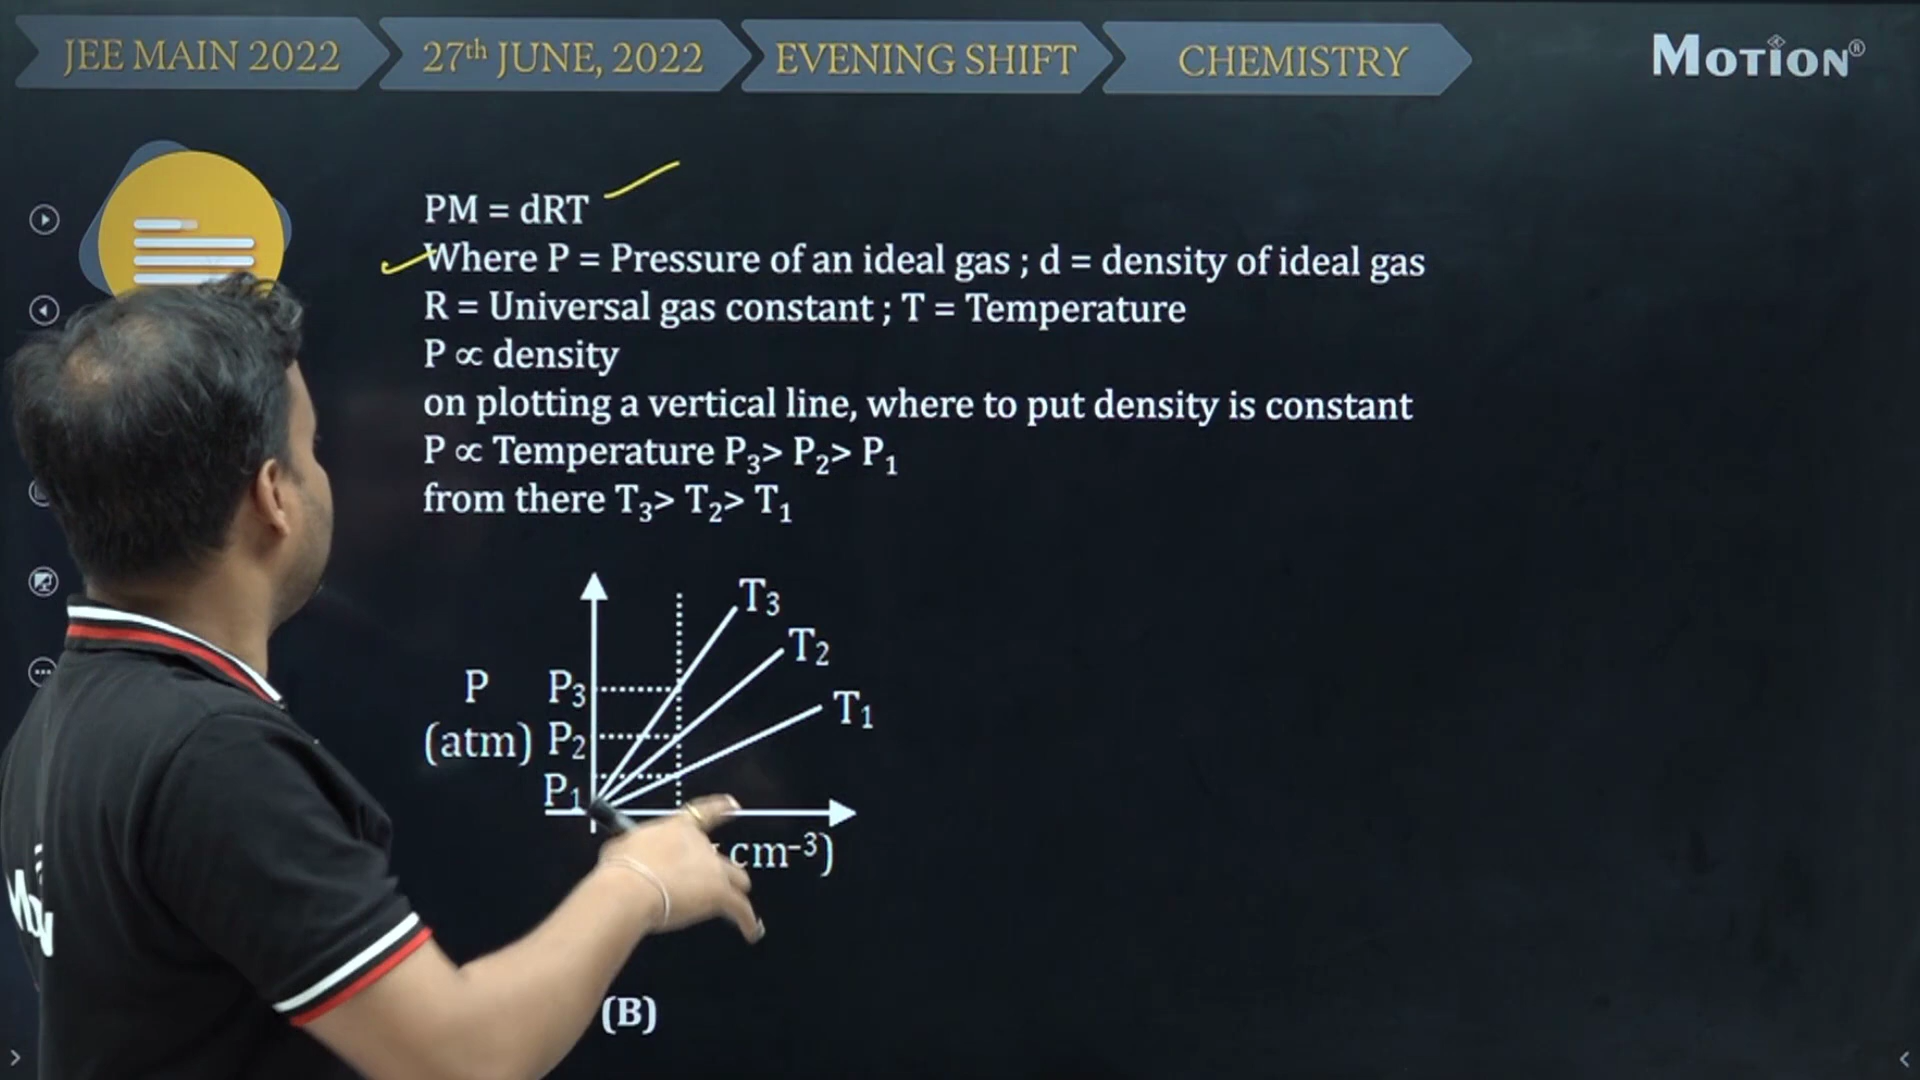 JEE MAIN 2022
27th JUNE, 2022
EVENING SHIFT
CHEMISTRY
MOTION®
PM = dRT
Where P = Pressure of an ideal gas ; d = density of ideal gas
R = Universal gas constant ; T = Temperature
P ∝ density
on plotting a vertical line, where to put density is constant
P ∝ Temperature P₃> P₂> P₁
from there T₃> T₂> T₁
T₃
T₂
T₁
P
(atm)
P₃
P₂
P₁
cm⁻³)
(B)